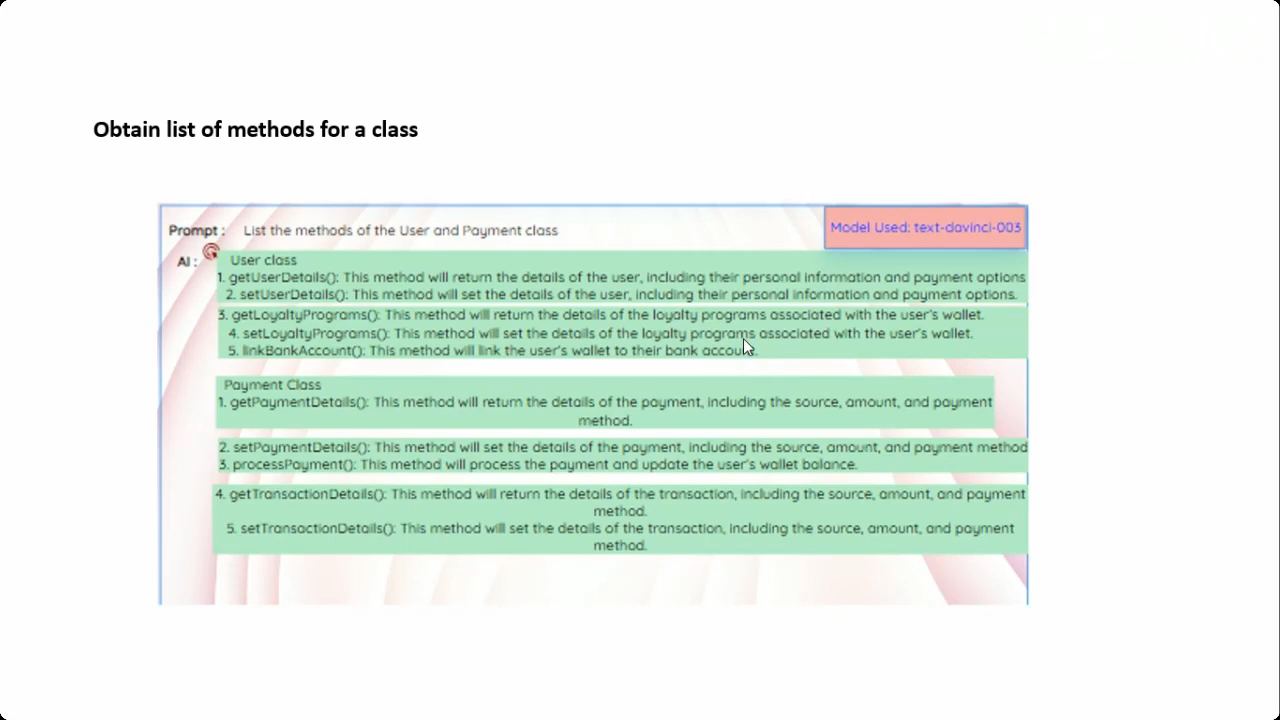 Obtain list of methods for a class
Prompt : List the methods of the User and Payment class
Model Used: text-davinci-003
AI :
User class
1. getUserDetails(): This method will return the details of the user, including their personal information and payment options
2. setUserDetails(): This method will set the details of the user, including their personal information and payment options.
3. getLoyaltyPrograms(): This method will return the details of the loyalty programs associated with the user's wallet.
4. setLoyaltyPrograms(): This method will set the details of the loyalty programs associated with the user's wallet.
5. linkBankAccount(): This method will link the user's wallet to their bank account.
Payment Class
1. getPaymentDetails(): This method will return the details of the payment, including the source, amount, and payment
method.
2. setPaymentDetails(): This method will set the details of the payment, including the source, amount, and payment method
3. processPayment(): This method will process the payment and update the user's wallet balance.
4. getTransactionDetails(): This method will return the details of the transaction, including the source, amount, and payment
method.
5. setTransactionDetails(): This method will set the details of the transaction, including the source, amount, and payment
method.